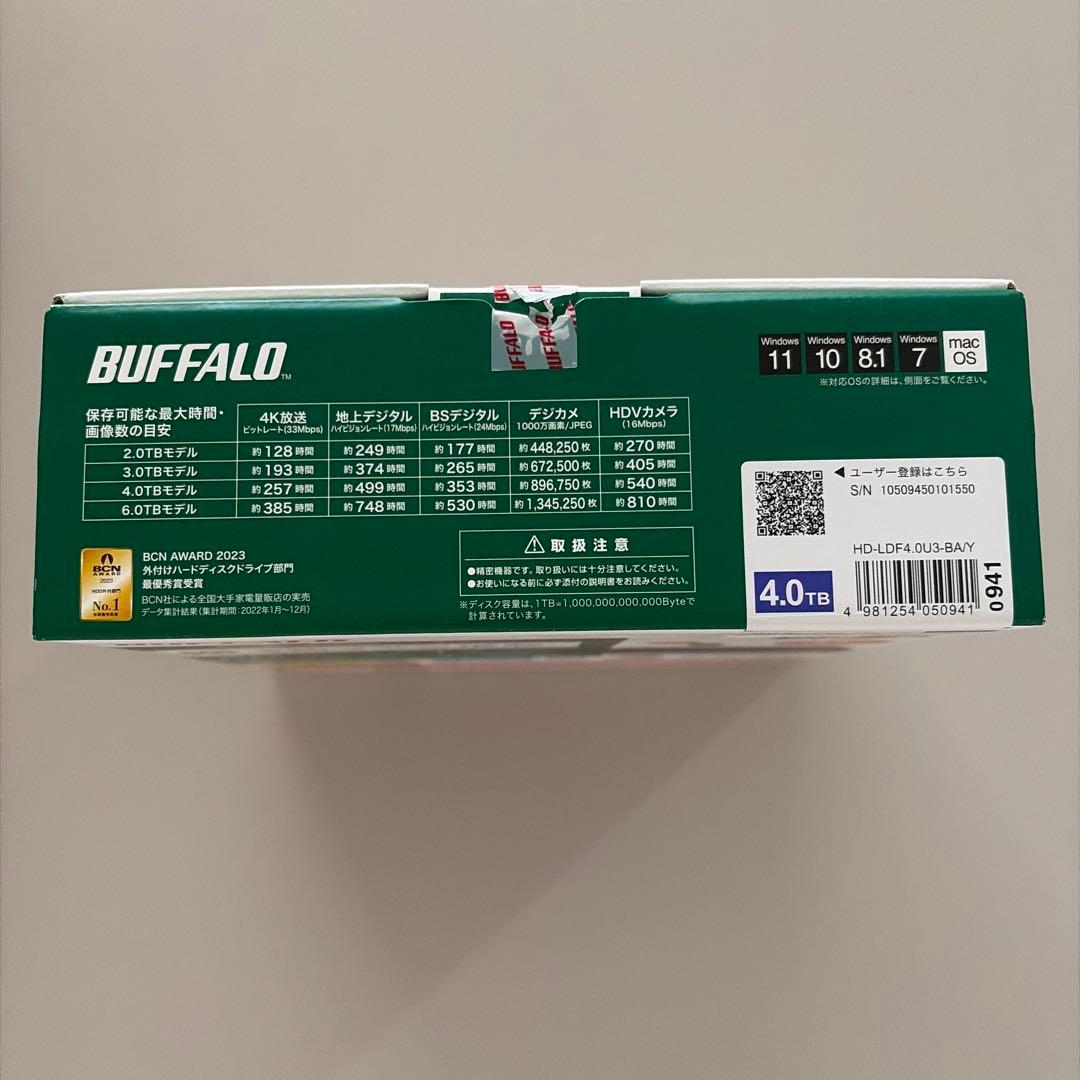 BUFFALO™
BUFFALO
Windows 11 Windows 10 Windows 8.1 Windows 7 mac OS
※対応OSの詳細は、側面をご覧ください。
保存可能な最大時間・画像数の目安 4K放送 ビットレート(33Mbps) 地上デジタル ハイビジョンレート(17Mbps) BSデジタル ハイビジョンレート(24Mbps) デジカメ 1000万画素/JPEG HDVカメラ (16Mbps)
2.0TBモデル 約128時間 約249時間 約177時間 約448,250枚 約270時間
3.0TBモデル 約193時間 約374時間 約265時間 約672,500枚 約405時間
4.0TBモデル 約257時間 約499時間 約353時間 約896,750枚 約540時間
6.0TBモデル 約385時間 約748時間 約530時間 約1,345,250枚 約810時間
BCN
AWARD
2023
No.1
BCN AWARD 2023
外付けハードディスクドライブ部門
最優秀賞受賞
BCN社による全国大手家電量販店の実売
データ集計結果(集計期間:2022年1月〜12月)
⚠ 取扱注意
●精密機器です。取り扱いには十分注意してください。
●お使いになる前に必ず添付の説明書をお読みください。
※ディスク容量は、1TB=1,000,000,000,000Byteで
計算されています。
◀ ユーザー登録はこちら
S/N 10509450101550
HD-LDF4.0U3-BA/Y
4.0TB
4 981254 050941
0941